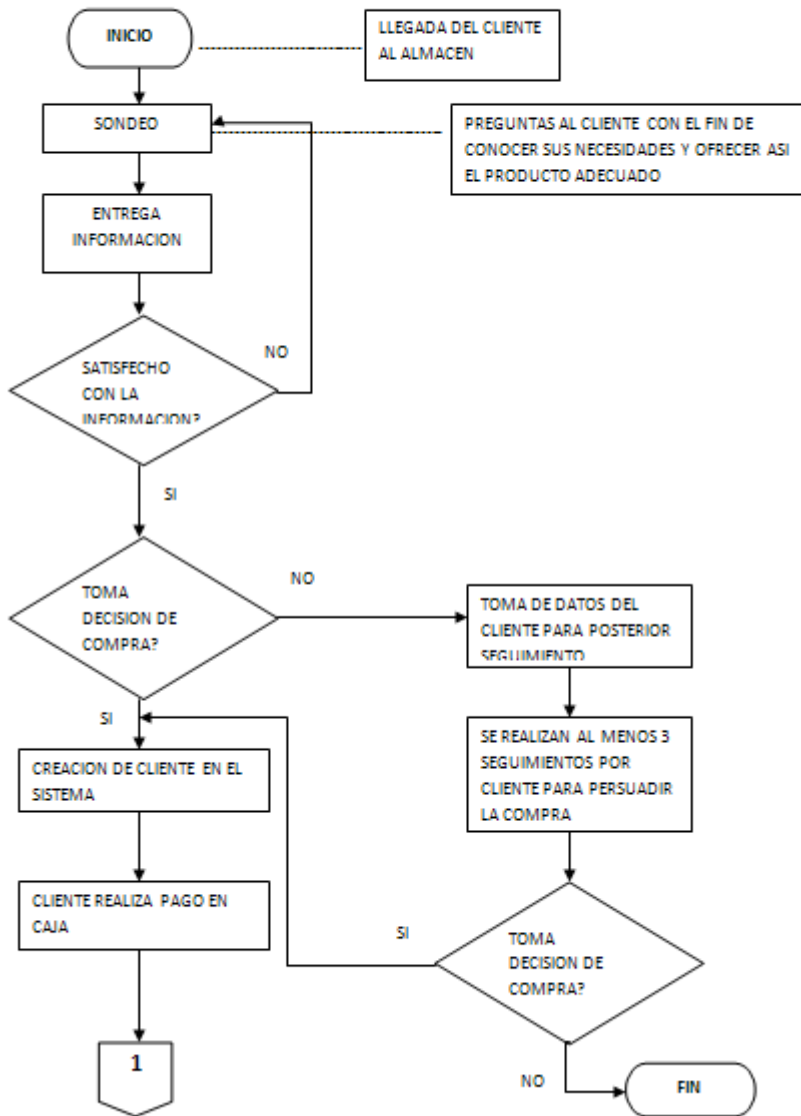 INICIO
LLEGADA DEL CLIENTE
AL ALMACEN
SONDEO
PREGUNTAS AL CLIENTE CON EL FIN DE
CONOCER SUS NECESIDADES Y OFRECER ASI
EL PRODUCTO ADECUADO
ENTREGA
INFORMACION
SATISFECHO
CON LA
INFORMACION?
NO
SI
TOMA
DECISION DE
COMPRA?
NO
TOMA DE DATOS DEL
CLIENTE PARA POSTERIOR
SEGUIMIENTO
SI
CREACION DE CLIENTE EN EL
SISTEMA
SE REALIZAN AL MENOS 3
SEGUIMIENTOS POR
CLIENTE PARA PERSUADIR
LA COMPRA
CLIENTE REALIZA PAGO EN
CAJA
SI
TOMA
DECISION DE
COMPRA?
1
NO
FIN